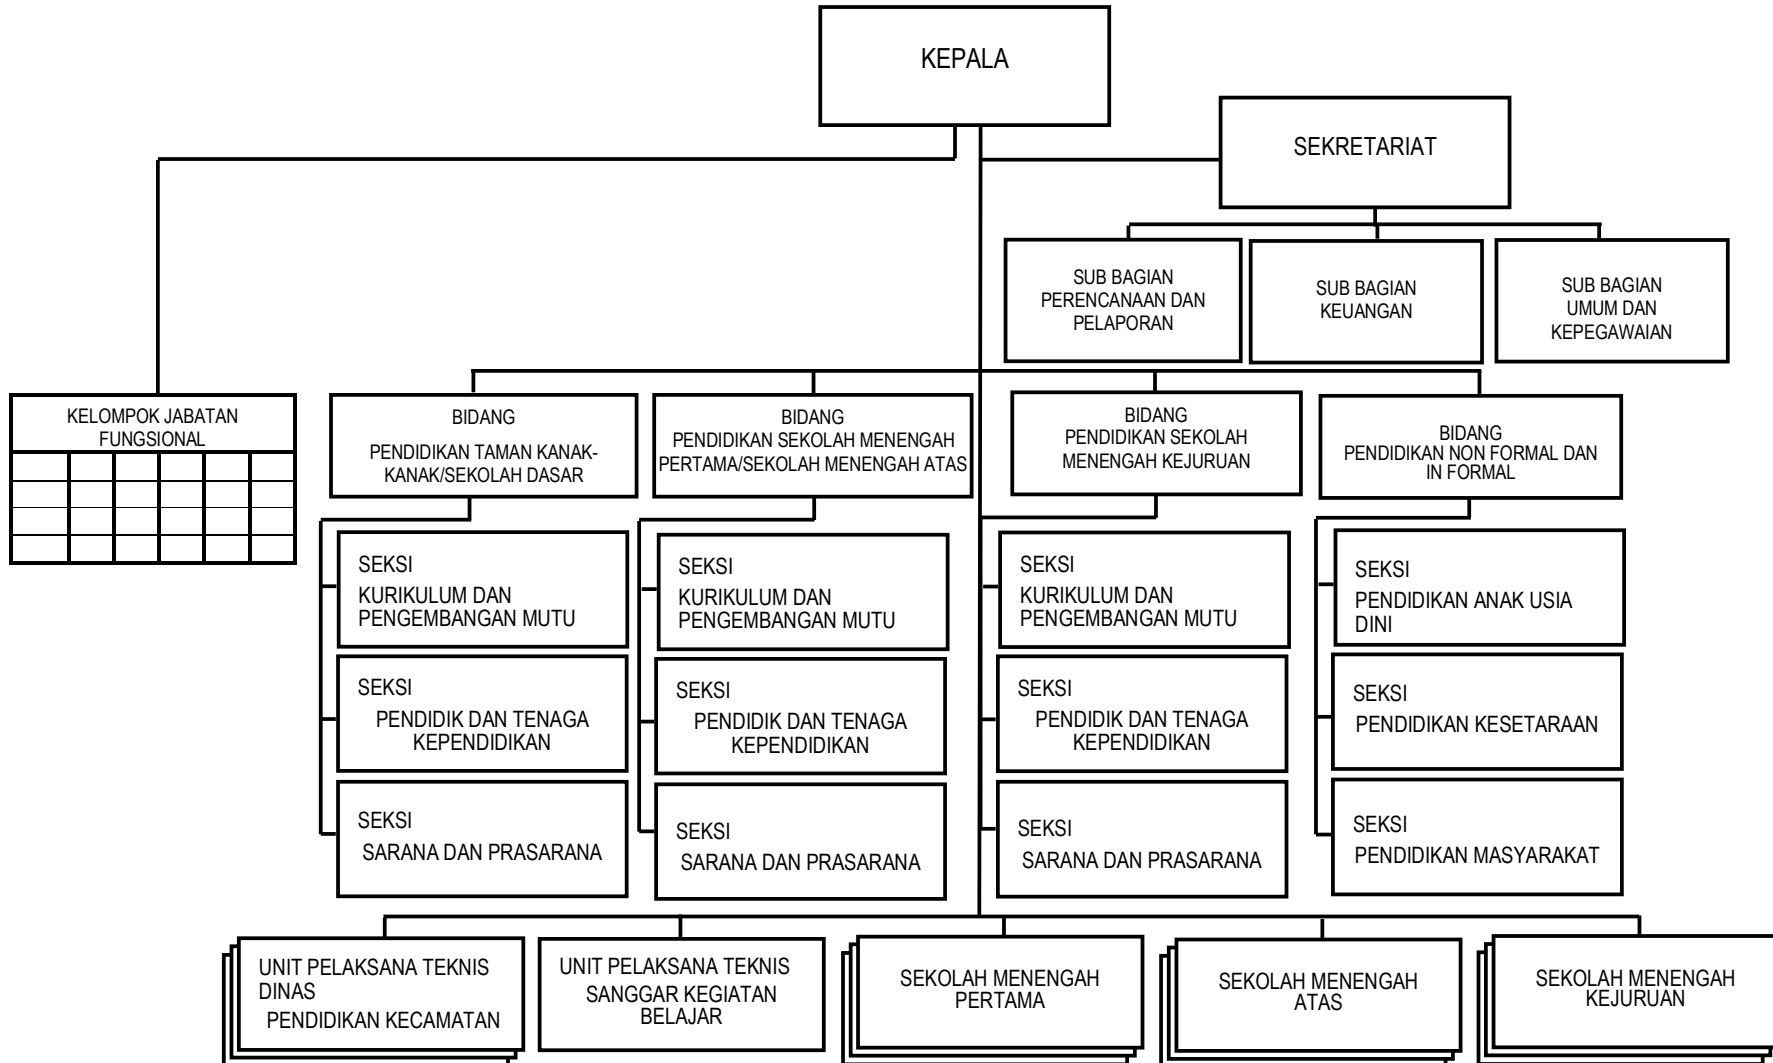 KEPALA
SEKRETARIAT
SUB BAGIAN
PERENCANAAN DAN
PELAPORAN
SUB BAGIAN
KEUANGAN
SUB BAGIAN
UMUM DAN
KEPEGAWAIAN
KELOMPOK JABATAN
FUNGSIONAL
BIDANG
PENDIDIKAN TAMAN KANAK-
KANAK/SEKOLAH DASAR
BIDANG
PENDIDIKAN SEKOLAH MENENGAH
PERTAMA/SEKOLAH MENENGAH ATAS
BIDANG
PENDIDIKAN SEKOLAH
MENENGAH KEJURUAN
BIDANG
PENDIDIKAN NON FORMAL DAN
IN FORMAL
SEKSI
KURIKULUM DAN
PENGEMBANGAN MUTU
SEKSI
PENDIDIK DAN TENAGA
KEPENDIDIKAN
SEKSI
SARANA DAN PRASARANA
SEKSI
KURIKULUM DAN
PENGEMBANGAN MUTU
SEKSI
PENDIDIK DAN TENAGA
KEPENDIDIKAN
SEKSI
SARANA DAN PRASARANA
SEKSI
KURIKULUM DAN
PENGEMBANGAN MUTU
SEKSI
PENDIDIK DAN TENAGA
KEPENDIDIKAN
SEKSI
SARANA DAN PRASARANA
SEKSI
PENDIDIKAN ANAK USIA
DINI
SEKSI
PENDIDIKAN KESETARAAN
SEKSI
PENDIDIKAN MASYARAKAT
UNIT PELAKSANA TEKNIS
DINAS
PENDIDIKAN KECAMATAN
UNIT PELAKSANA TEKNIS
SANGGAR KEGIATAN
BELAJAR
SEKOLAH MENENGAH
PERTAMA
SEKOLAH MENENGAH
ATAS
SEKOLAH MENENGAH
KEJURUAN